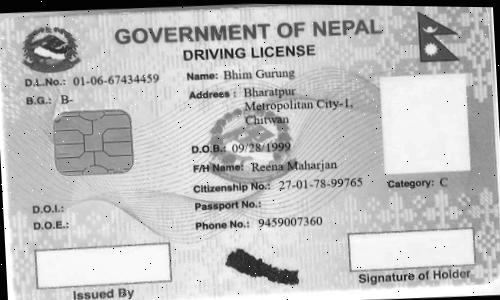 GOVERNMENT OF NEPAL
DRIVING LICENSE
D.L.No.: 01-06-67434459
B.G.: B-
Name: Bhim Gurung
Addrees : Bharatpur
Metropolitan City-1,
Chitwan
D.O.B.: 09/28/1999
F/H Name: Reena Maharjan
Citizenship No.: 27-01-78-99765
Category: C
D.O.I.:
Passport No.:
D.O.E.:
Phone No.: 9459007360
Issued By
Signature of Holder